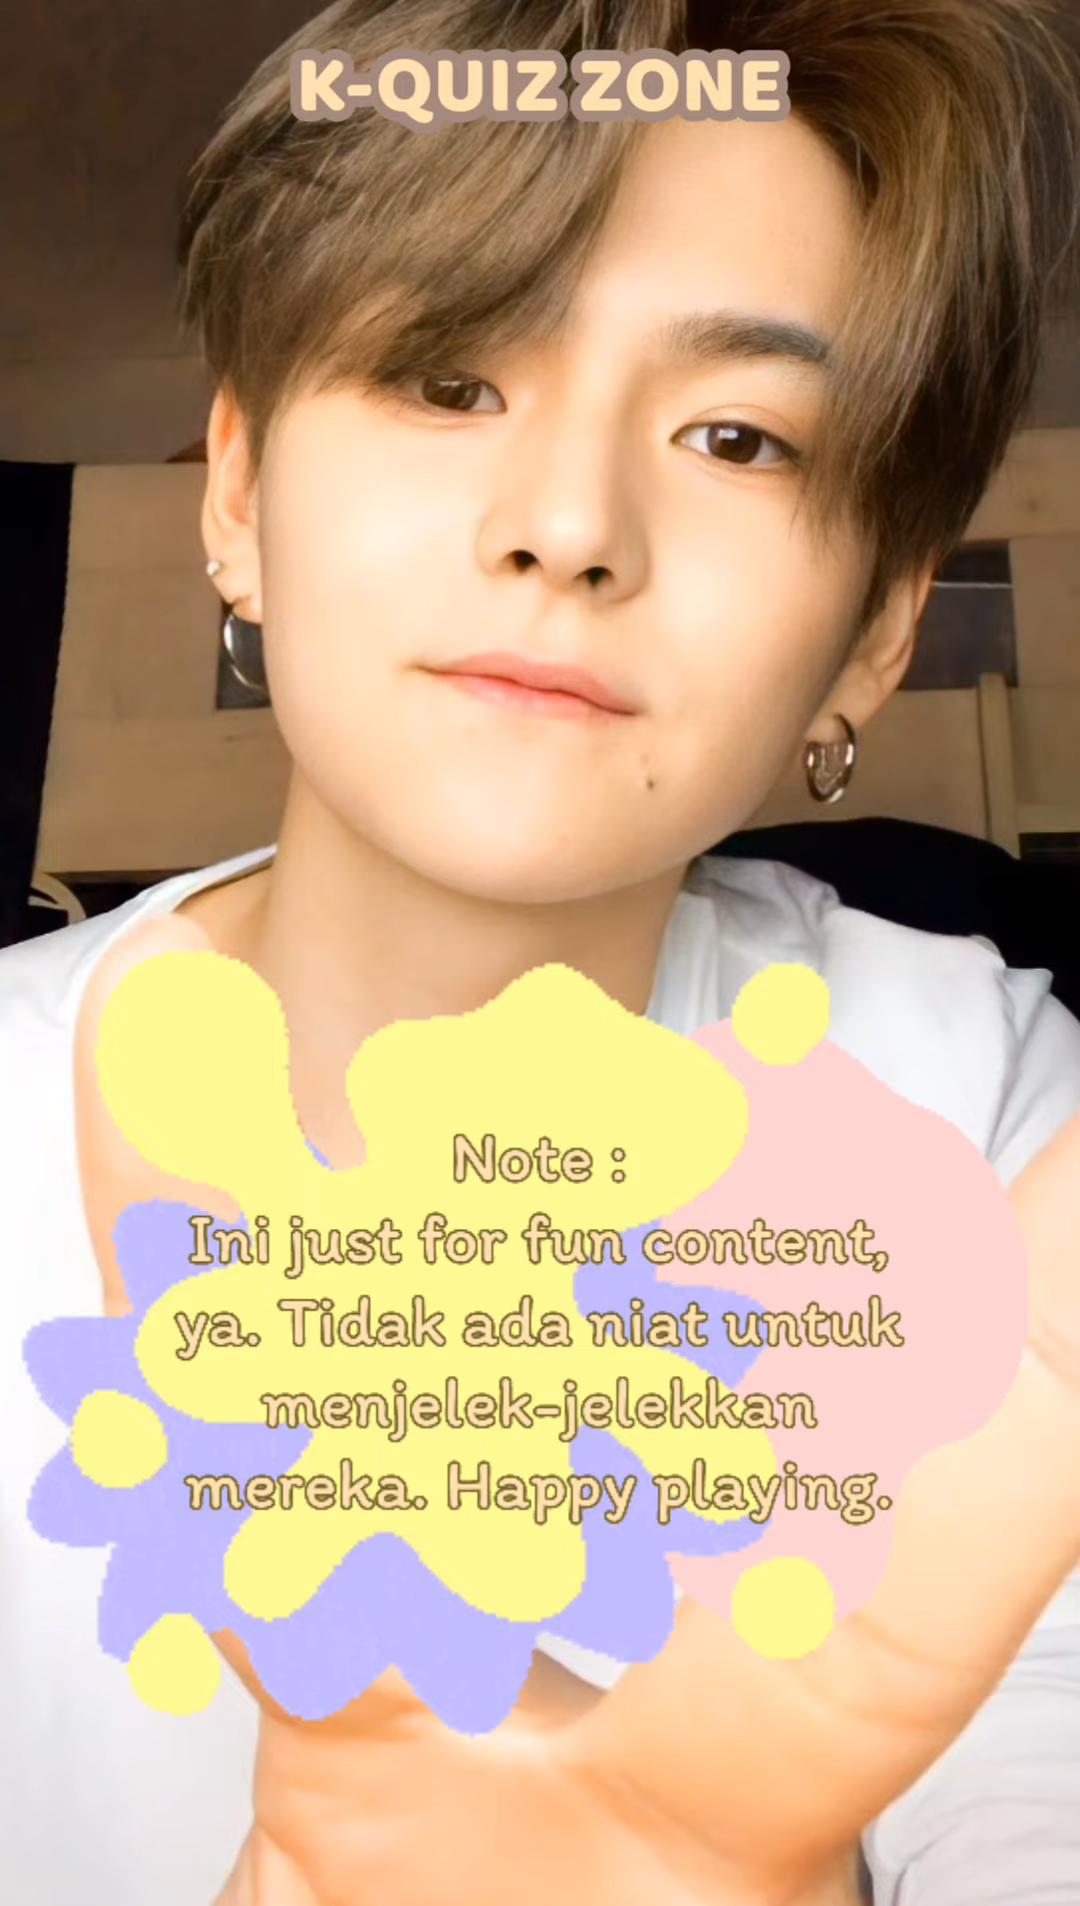 K-QUIZ ZONE
Note :
Ini just for fun content,
ya. Tidak ada niat untuk
menjelek-jelekkan
mereka. Happy playing.